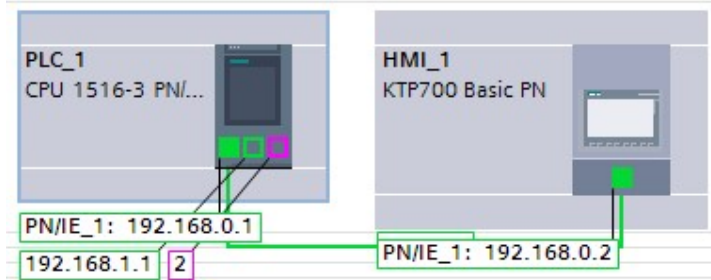 PLC_1
CPU 1516-3 PN/...
HMI_1
KTP700 Basic PN
PN/IE_1: 192.168.0.1
192.168.1.1
2
PN/IE_1: 192.168.0.2